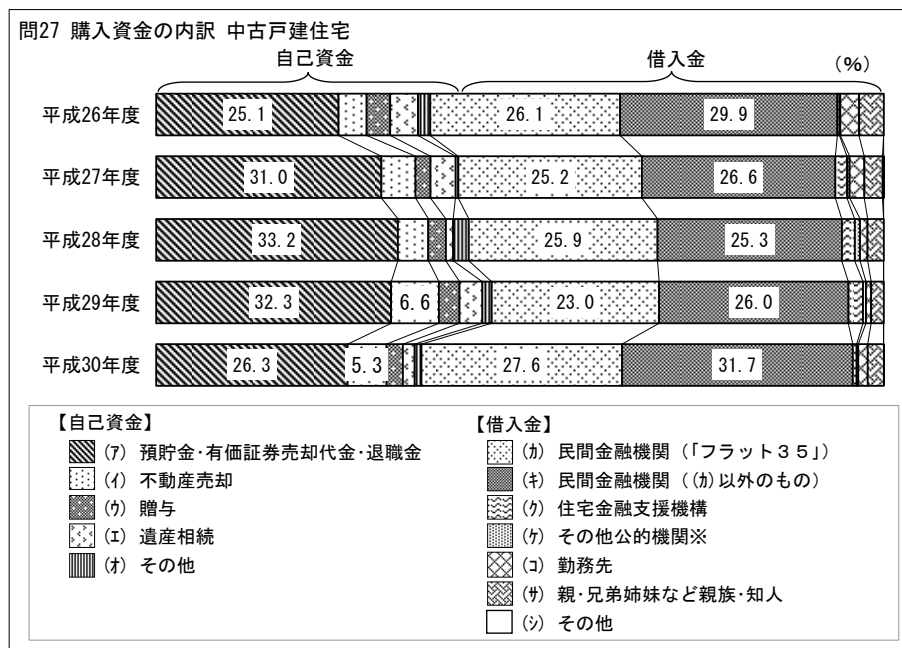 問27 購入資金の内訳 中古戸建住宅
自己資金 借入金 (%)
平成26年度 25.1 26.1 29.9
平成27年度 31.0 25.2 26.6
平成28年度 33.2 25.9 25.3
平成29年度 32.3 6.6 23.0 26.0
平成30年度 26.3 5.3 27.6 31.7
【自己資金】
(ｱ) 預貯金･有価証券売却代金･退職金
(ｲ) 不動産売却
(ｳ) 贈与
(ｴ) 遺産相続
(ｵ) その他
【借入金】
(ｶ) 民間金融機関（｢フラット３５｣）
(ｷ) 民間金融機関（(ｶ)以外のもの）
(ｸ) 住宅金融支援機構
(ｹ) その他公的機関※
(ｺ) 勤務先
(ｻ) 親･兄弟姉妹など親族･知人
(ｼ) その他